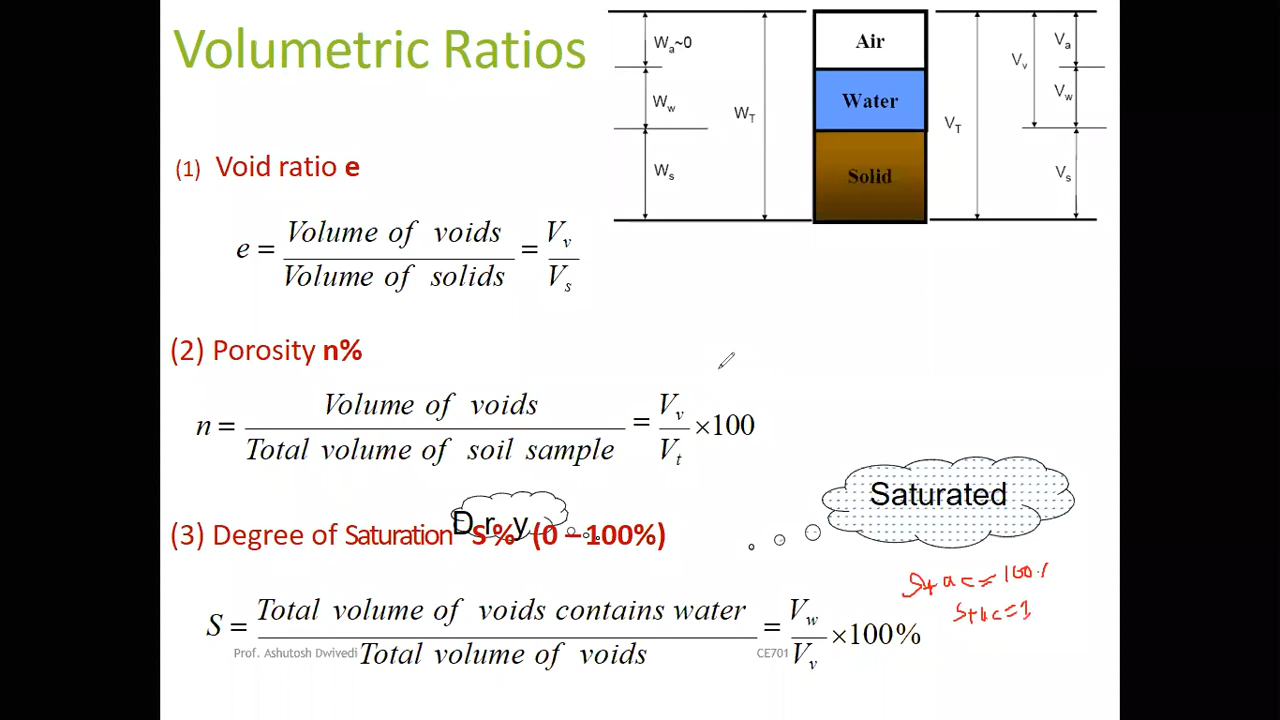 Volumetric Ratios
Wa~0
Ww
WT
Ws
Air
Water
Solid
Va
Vv
Vw
VT
Vs
(1) Void ratio e
e = Volume of voids / Volume of solids = Vv / Vs
(2) Porosity n%
n = Volume of voids / Total volume of soil sample = Vv / Vt ×100
Saturated
Dry
(3) Degree of Saturation S% (0 – 100%)
S = Total volume of voids contains water / Total volume of voids = Vw / Vv ×100%
Prof. Ashutosh Dwivedi
CE701